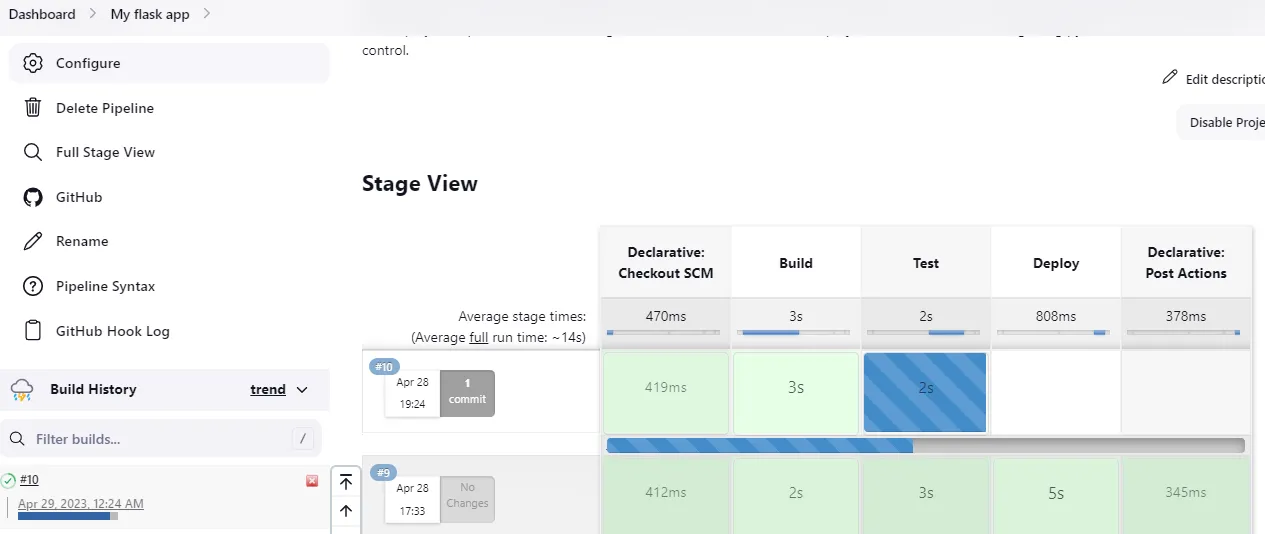 Dashboard > My flask app >
Configure
Delete Pipeline
Full Stage View
GitHub
Rename
Pipeline Syntax
GitHub Hook Log
Build History trend
Filter builds... /
#10
Apr 29, 2023, 12:24 AM
control.
Edit descriptio
Disable Proje
Stage View
Declarative: Checkout SCM
Build
Test
Deploy
Declarative: Post Actions
Average stage times:
(Average full run time: ~14s)
470ms
3s
2s
808ms
378ms
#10
Apr 28
19:24
1
commit
419ms
3s
2s
#9
Apr 28
17:33
No
Changes
412ms
2s
3s
5s
345ms